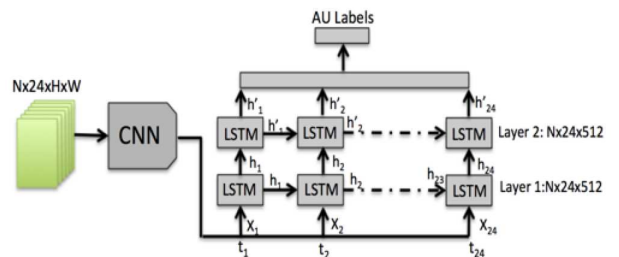 AU Labels
Nx24xHxW
CNN
h'1 h'2 h'24
LSTM h'1 LSTM h'2 LSTM Layer 2: Nx24x512
h1 h2 h24
LSTM h1 LSTM h2 h23 LSTM Layer 1:Nx24x512
X1 X2 X24
t1 t2 t24